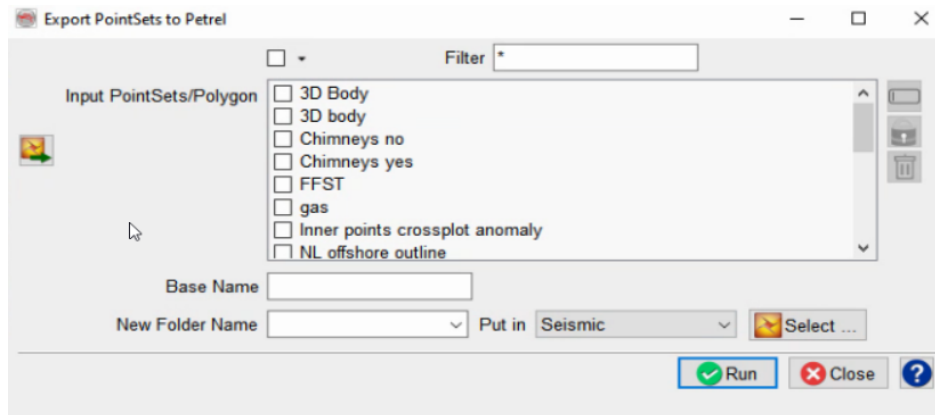 Export PointSets to Petrel
Filter *
Input PointSets/Polygon
3D Body
3D body
Chimneys no
Chimneys yes
FFST
gas
Inner points crossplot anomaly
NL offshore outline
Base Name
New Folder Name Put in Seismic Select ...
Run Close ?